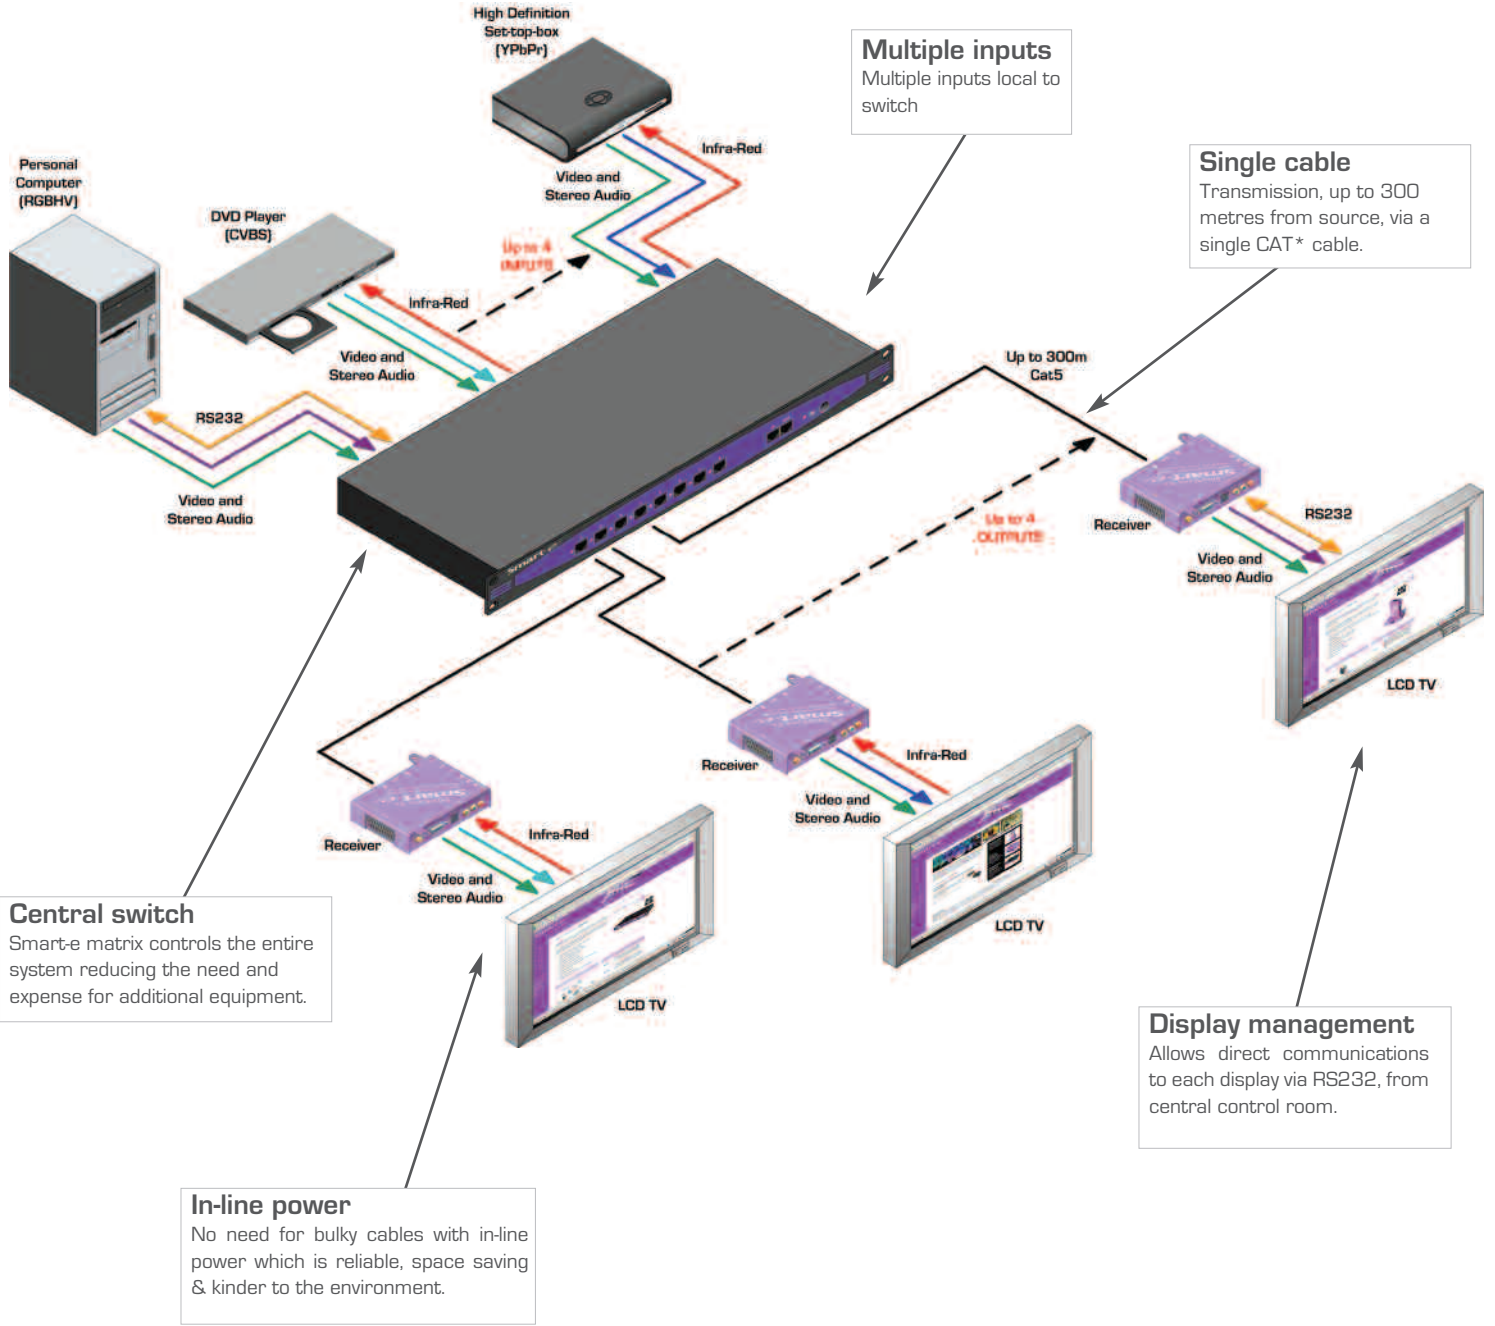 High Definition
Set-top-box
(YPbPr)
Multiple inputs
Multiple inputs local to
switch
Infra-Red
Video and
Stereo Audio
Personal
Computer
(RGBHV)
DVD Player
(CVBS)
Single cable
Transmission, up to 300
metres from source, via a
single CAT* cable.
Up to 4
OUTPUTS
Infra-Red
Video and
Stereo Audio
Up to 300m
Cat5
RS232
Video and
Stereo Audio
smart-e
smart-e
Receiver
RS232
Up to 4
OUTPUTS
Video and
Stereo Audio
LCD TV
smart-e
Receiver
Infra-Red
Video and
Stereo Audio
LCD TV
smart-e
Receiver
Infra-Red
Video and
Stereo Audio
LCD TV
Central switch
Smart-e matrix controls the entire
system reducing the need and
expense for additional equipment.
Display management
Allows direct communications
to each display via RS232, from
central control room.
In-line power
No need for bulky cables with in-line
power which is reliable, space saving
& kinder to the environment.